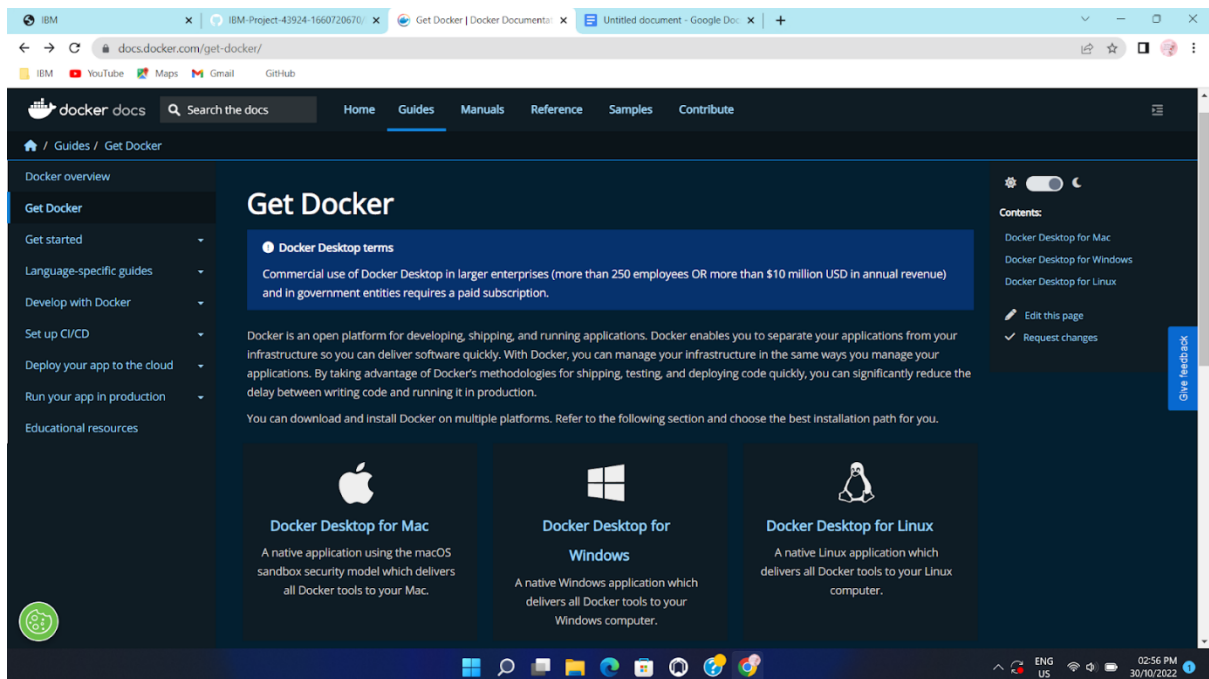 IBM
IBM-Project-43924-1660720670/
Get Docker | Docker Documentat
Untitled document - Google Doc
docs.docker.com/get-docker/
IBM
YouTube
Maps
Gmail
GitHub
docker docs
Search the docs
Home
Guides
Manuals
Reference
Samples
Contribute
/ Guides / Get Docker
Docker overview
Get Docker
Get started
Language-specific guides
Develop with Docker
Set up CI/CD
Deploy your app to the cloud
Run your app in production
Educational resources
Get Docker
Docker Desktop terms
Commercial use of Docker Desktop in larger enterprises (more than 250 employees OR more than $10 million USD in annual revenue)
and in government entities requires a paid subscription.
Docker is an open platform for developing, shipping, and running applications. Docker enables you to separate your applications from your
infrastructure so you can deliver software quickly. With Docker, you can manage your infrastructure in the same ways you manage your
applications. By taking advantage of Docker's methodologies for shipping, testing, and deploying code quickly, you can significantly reduce the
delay between writing code and running it in production.
You can download and install Docker on multiple platforms. Refer to the following section and choose the best installation path for you.
Docker Desktop for Mac
A native application using the macOS
sandbox security model which delivers
all Docker tools to your Mac.
Docker Desktop for
Windows
A native Windows application which
delivers all Docker tools to your
Windows computer.
Docker Desktop for Linux
A native Linux application which
delivers all Docker tools to your Linux
computer.
Contents:
Docker Desktop for Mac
Docker Desktop for Windows
Docker Desktop for Linux
Edit this page
Request changes
Give feedback
ENG
US
02:56 PM
30/10/2022
1